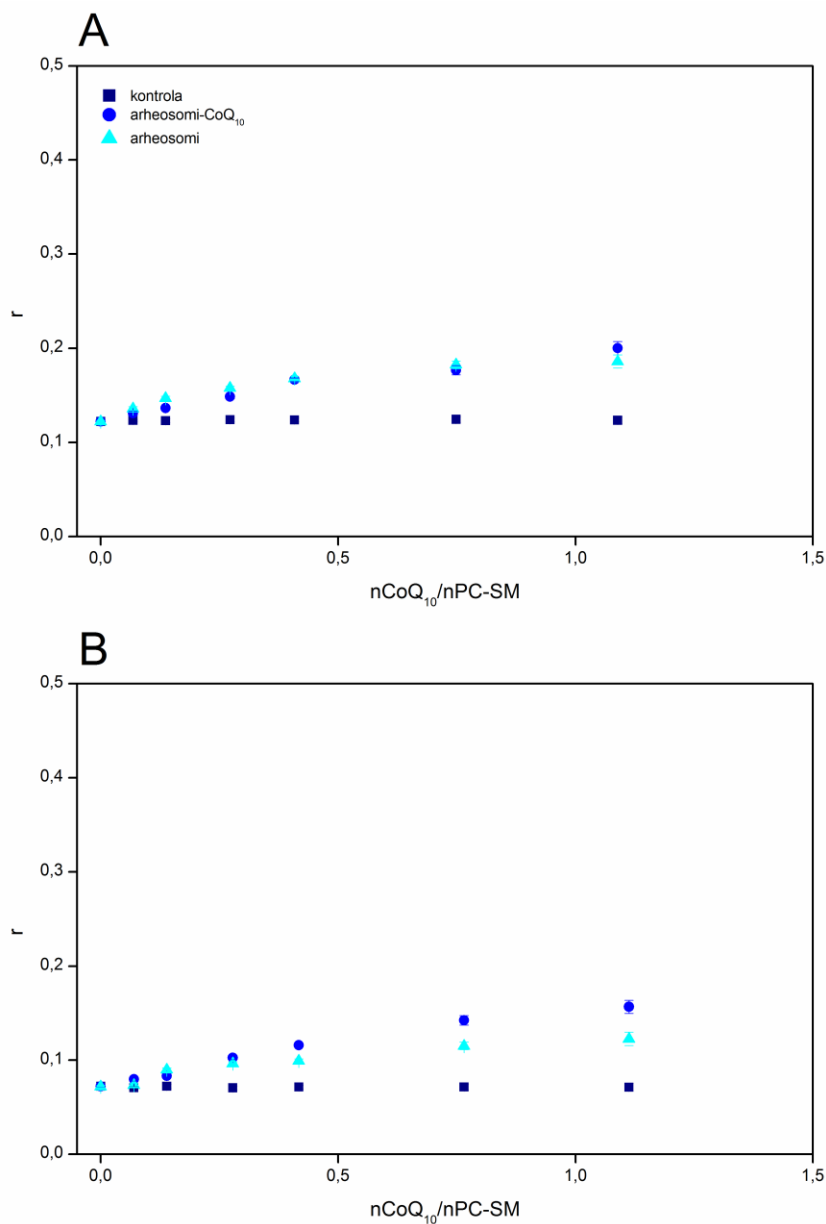 A
0,5
0,4
0,3
0,2
0,1
0,0
r
kontrola
arheosomi-CoQ₁₀
arheosomi
0,0
0,5
1,0
1,5
nCoQ₁₀/nPC-SM
B
0,5
0,4
0,3
0,2
0,1
0,0
r
0,0
0,5
1,0
1,5
nCoQ₁₀/nPC-SM